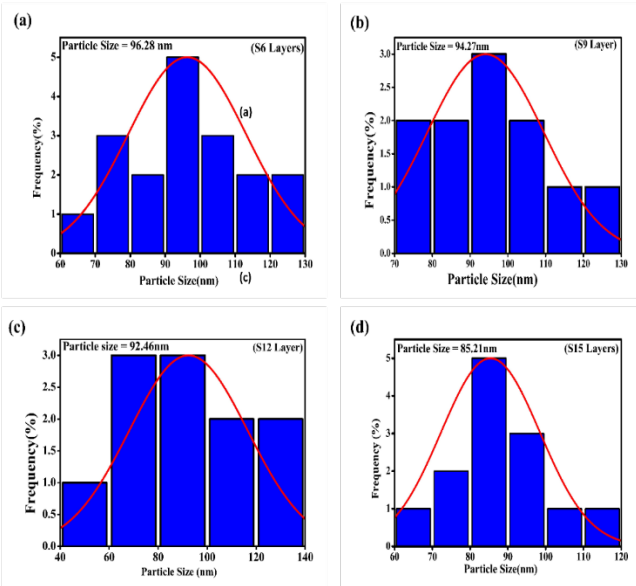 (a)
Particle Size = 96.28 nm (S6 Layers)
5
4
3
2
1
0
Frequency(%)
(a)
60 70 80 90 100 110 120 130
Particle Size(nm)
(c)
(b)
Particle Size = 94.27nm (S9 Layer)
3.0
2.5
2.0
1.5
1.0
0.5
0.0
Frequency(%)
70 80 90 100 110 120 130
Particle Size(nm)
(c)
Particle size = 92.46nm (S12 Layer)
3.0
2.5
2.0
1.5
1.0
0.5
0.0
Frequency(%)
40 60 80 100 120 140
Particle Size (nm)
(d)
Particle Size = 85.21nm (S15 Layers)
5
4
3
2
1
0
Frequency (%)
60 70 80 90 100 110 120
Particle Size(nm)